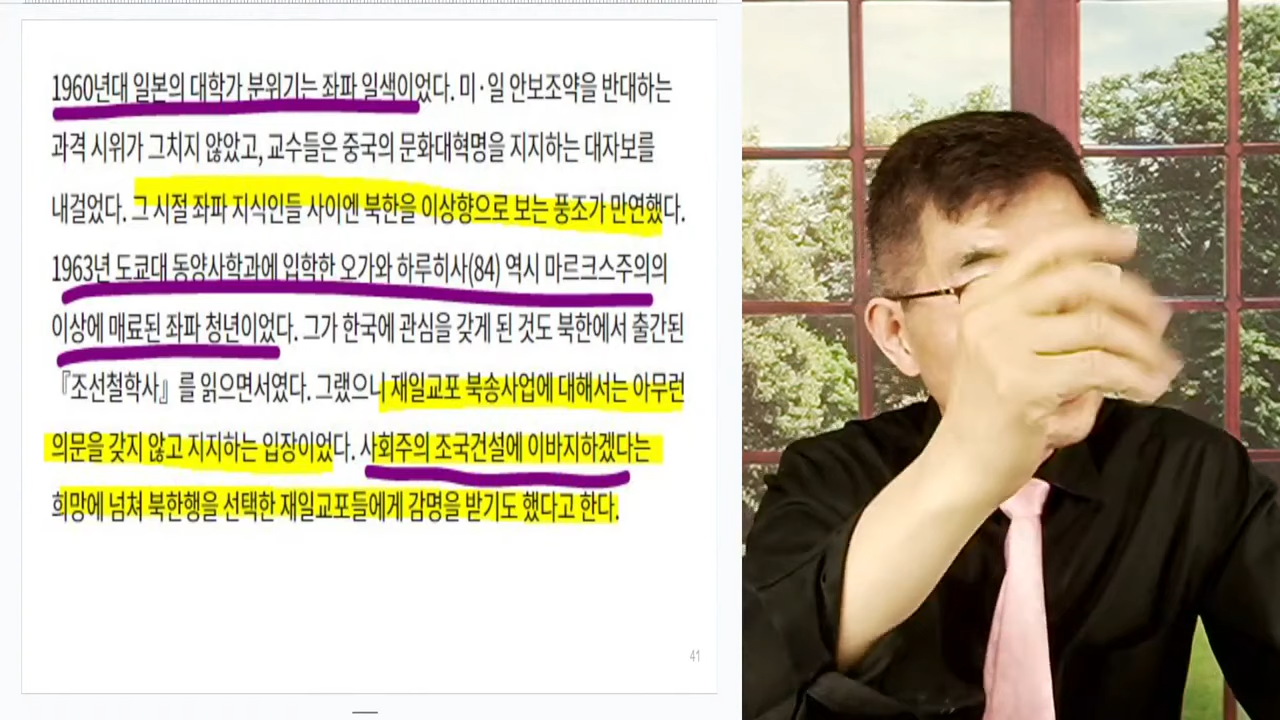 1960년대 일본의 대학가 분위기는 좌파 일색이었다. 미·일 안보조약을 반대하는
과격 시위가 그치지 않았고, 교수들은 중국의 문화대혁명을 지지하는 대자보를
내걸었다. 그 시절 좌파 지식인들 사이엔 북한을 이상향으로 보는 풍조가 만연했다.
1963년 도쿄대 동양사학과에 입학한 오가와 하루히사(84) 역시 마르크스주의의
이상에 매료된 좌파 청년이었다. 그가 한국에 관심을 갖게 된 것도 북한에서 출간된
『조선철학사』를 읽으면서였다. 그랬으니 재일교포 북송사업에 대해서는 아무런
의문을 갖지 않고 지지하는 입장이었다. 사회주의 조국건설에 이바지하겠다는
희망에 넘쳐 북한행을 선택한 재일교포들에게 감명을 받기도 했다고 한다.
41